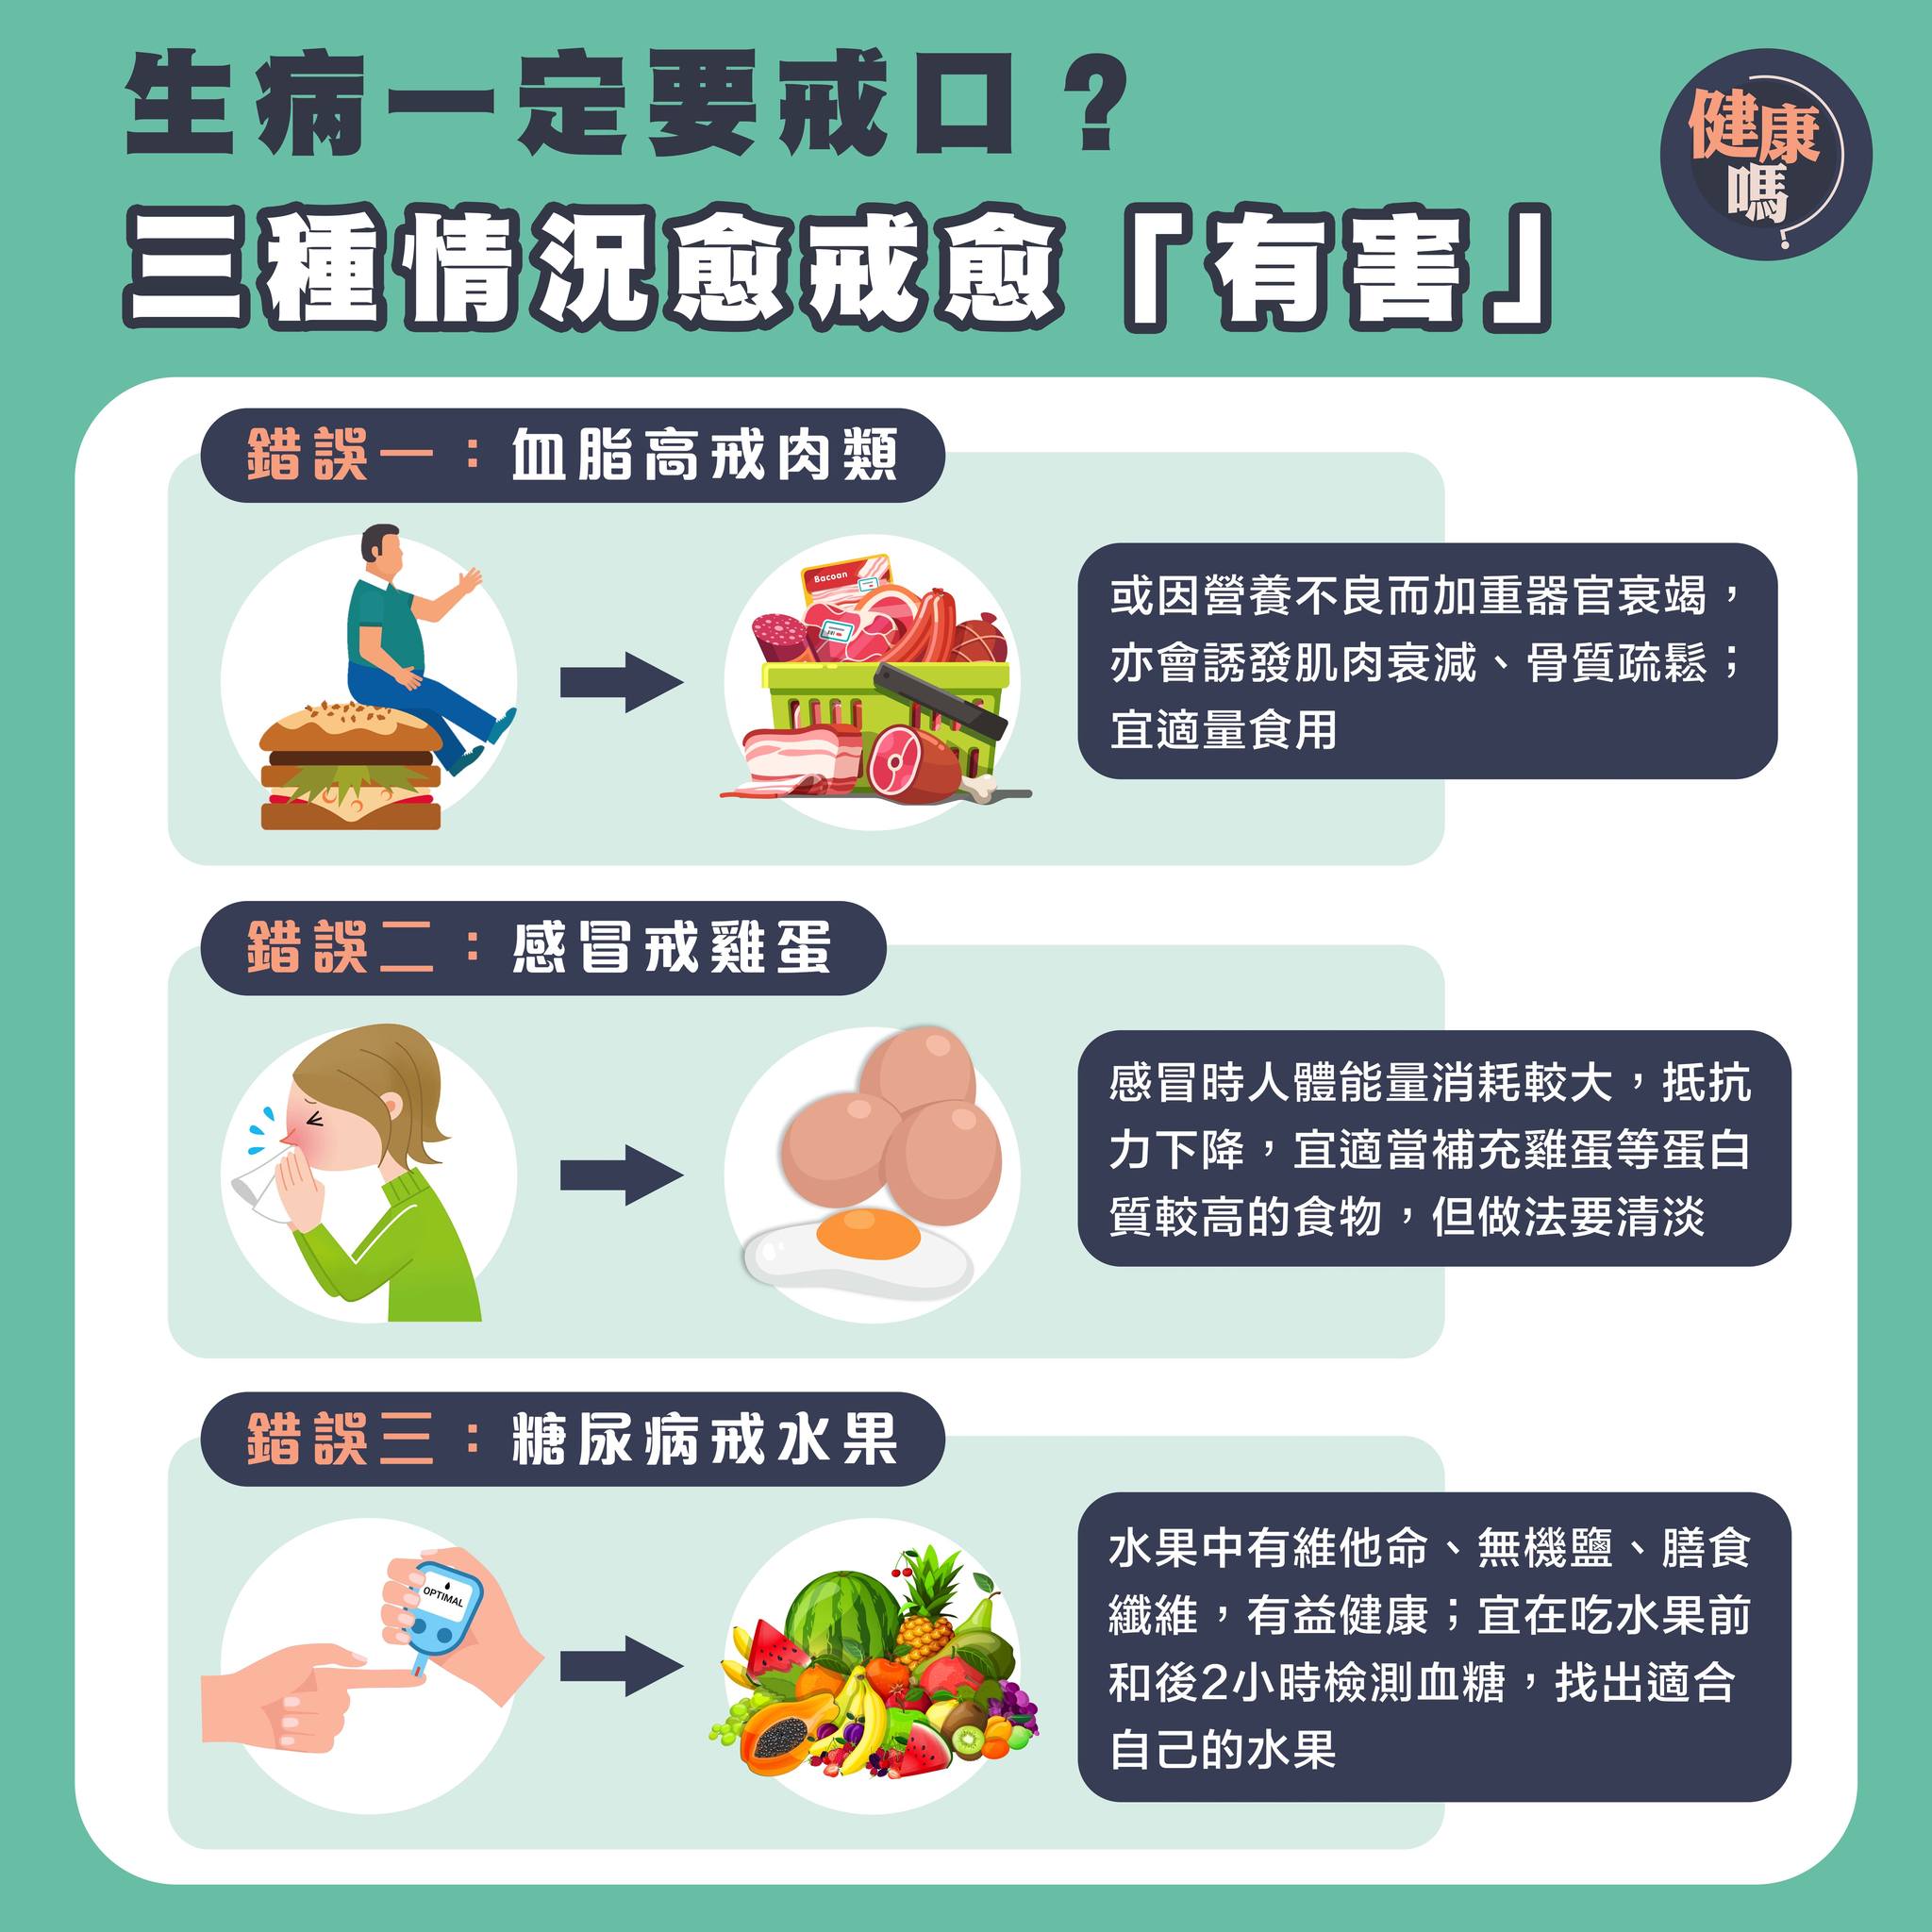 生病一定要戒口？
三種情況愈戒愈「有害」
健康
嗎
錯誤一：血脂高戒肉類
Bacoan
或因營養不良而加重器官衰竭，
亦會誘發肌肉衰減、骨質疏鬆；
宜適量食用
錯誤二：感冒戒雞蛋
感冒時人體能量消耗較大，抵抗
力下降，宜適當補充雞蛋等蛋白
質較高的食物，但做法要清淡
錯誤三：糖尿病戒水果
OPTIMAL
水果中有維他命、無機鹽、膳食
纖維，有益健康；宜在吃水果前
和後2小時檢測血糖，找出適合
自己的水果